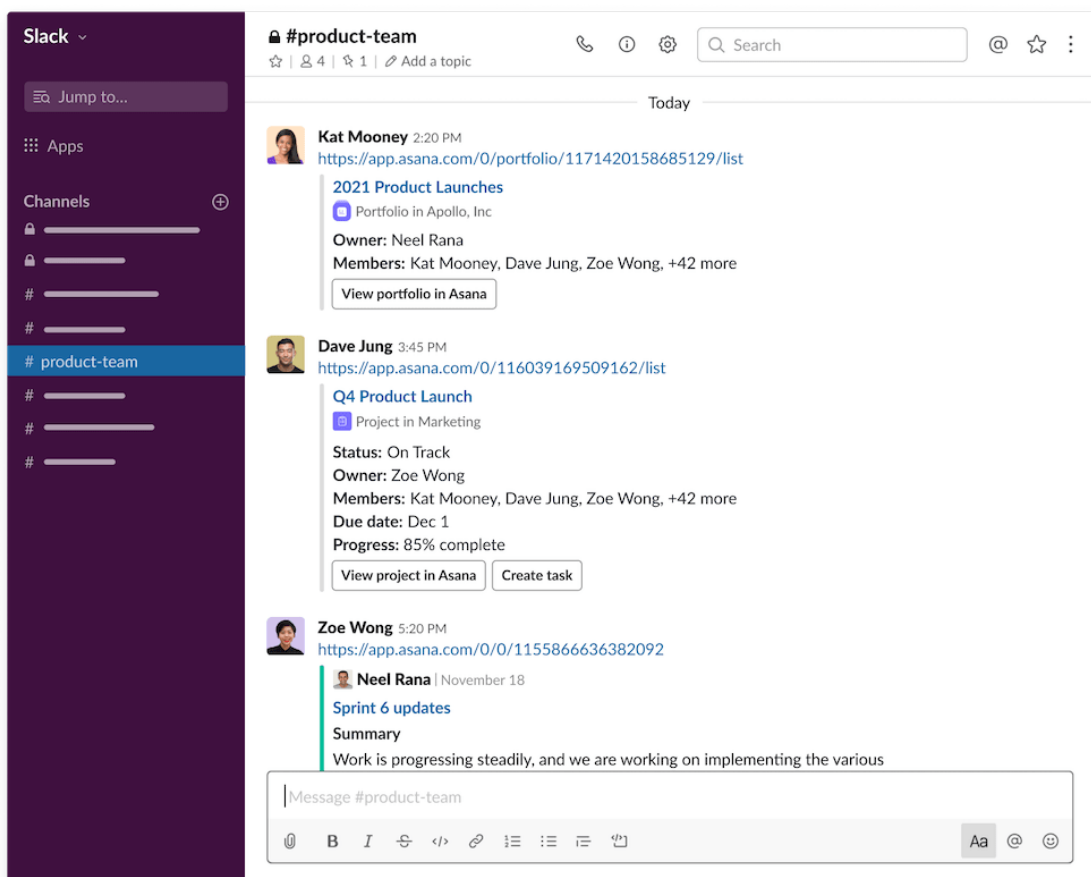 Slack
Jump to...
Apps
Channels
# product-team
#product-team
4 | 1 | Add a topic
Search
Today
Kat Mooney 2:20 PM
https://app.asana.com/0/portfolio/1171420158685129/list
2021 Product Launches
Portfolio in Apollo, Inc
Owner: Neel Rana
Members: Kat Mooney, Dave Jung, Zoe Wong, +42 more
View portfolio in Asana
Dave Jung 3:45 PM
https://app.asana.com/0/116039169509162/list
Q4 Product Launch
Project in Marketing
Status: On Track
Owner: Zoe Wong
Members: Kat Mooney, Dave Jung, Zoe Wong, +42 more
Due date: Dec 1
Progress: 85% complete
View project in Asana Create task
Zoe Wong 5:20 PM
https://app.asana.com/0/0/1155866636382092
Neel Rana | November 18
Sprint 6 updates
Summary
Work is progressing steadily, and we are working on implementing the various
Message #product-team
B I S </> Aa @